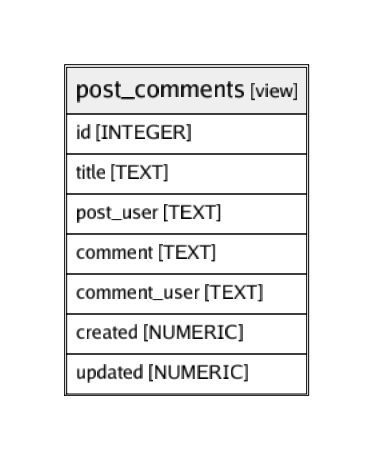 post_comments [view]
id [INTEGER]
title [TEXT]
post_user [TEXT]
comment [TEXT]
comment_user [TEXT]
created [NUMERIC]
updated [NUMERIC]